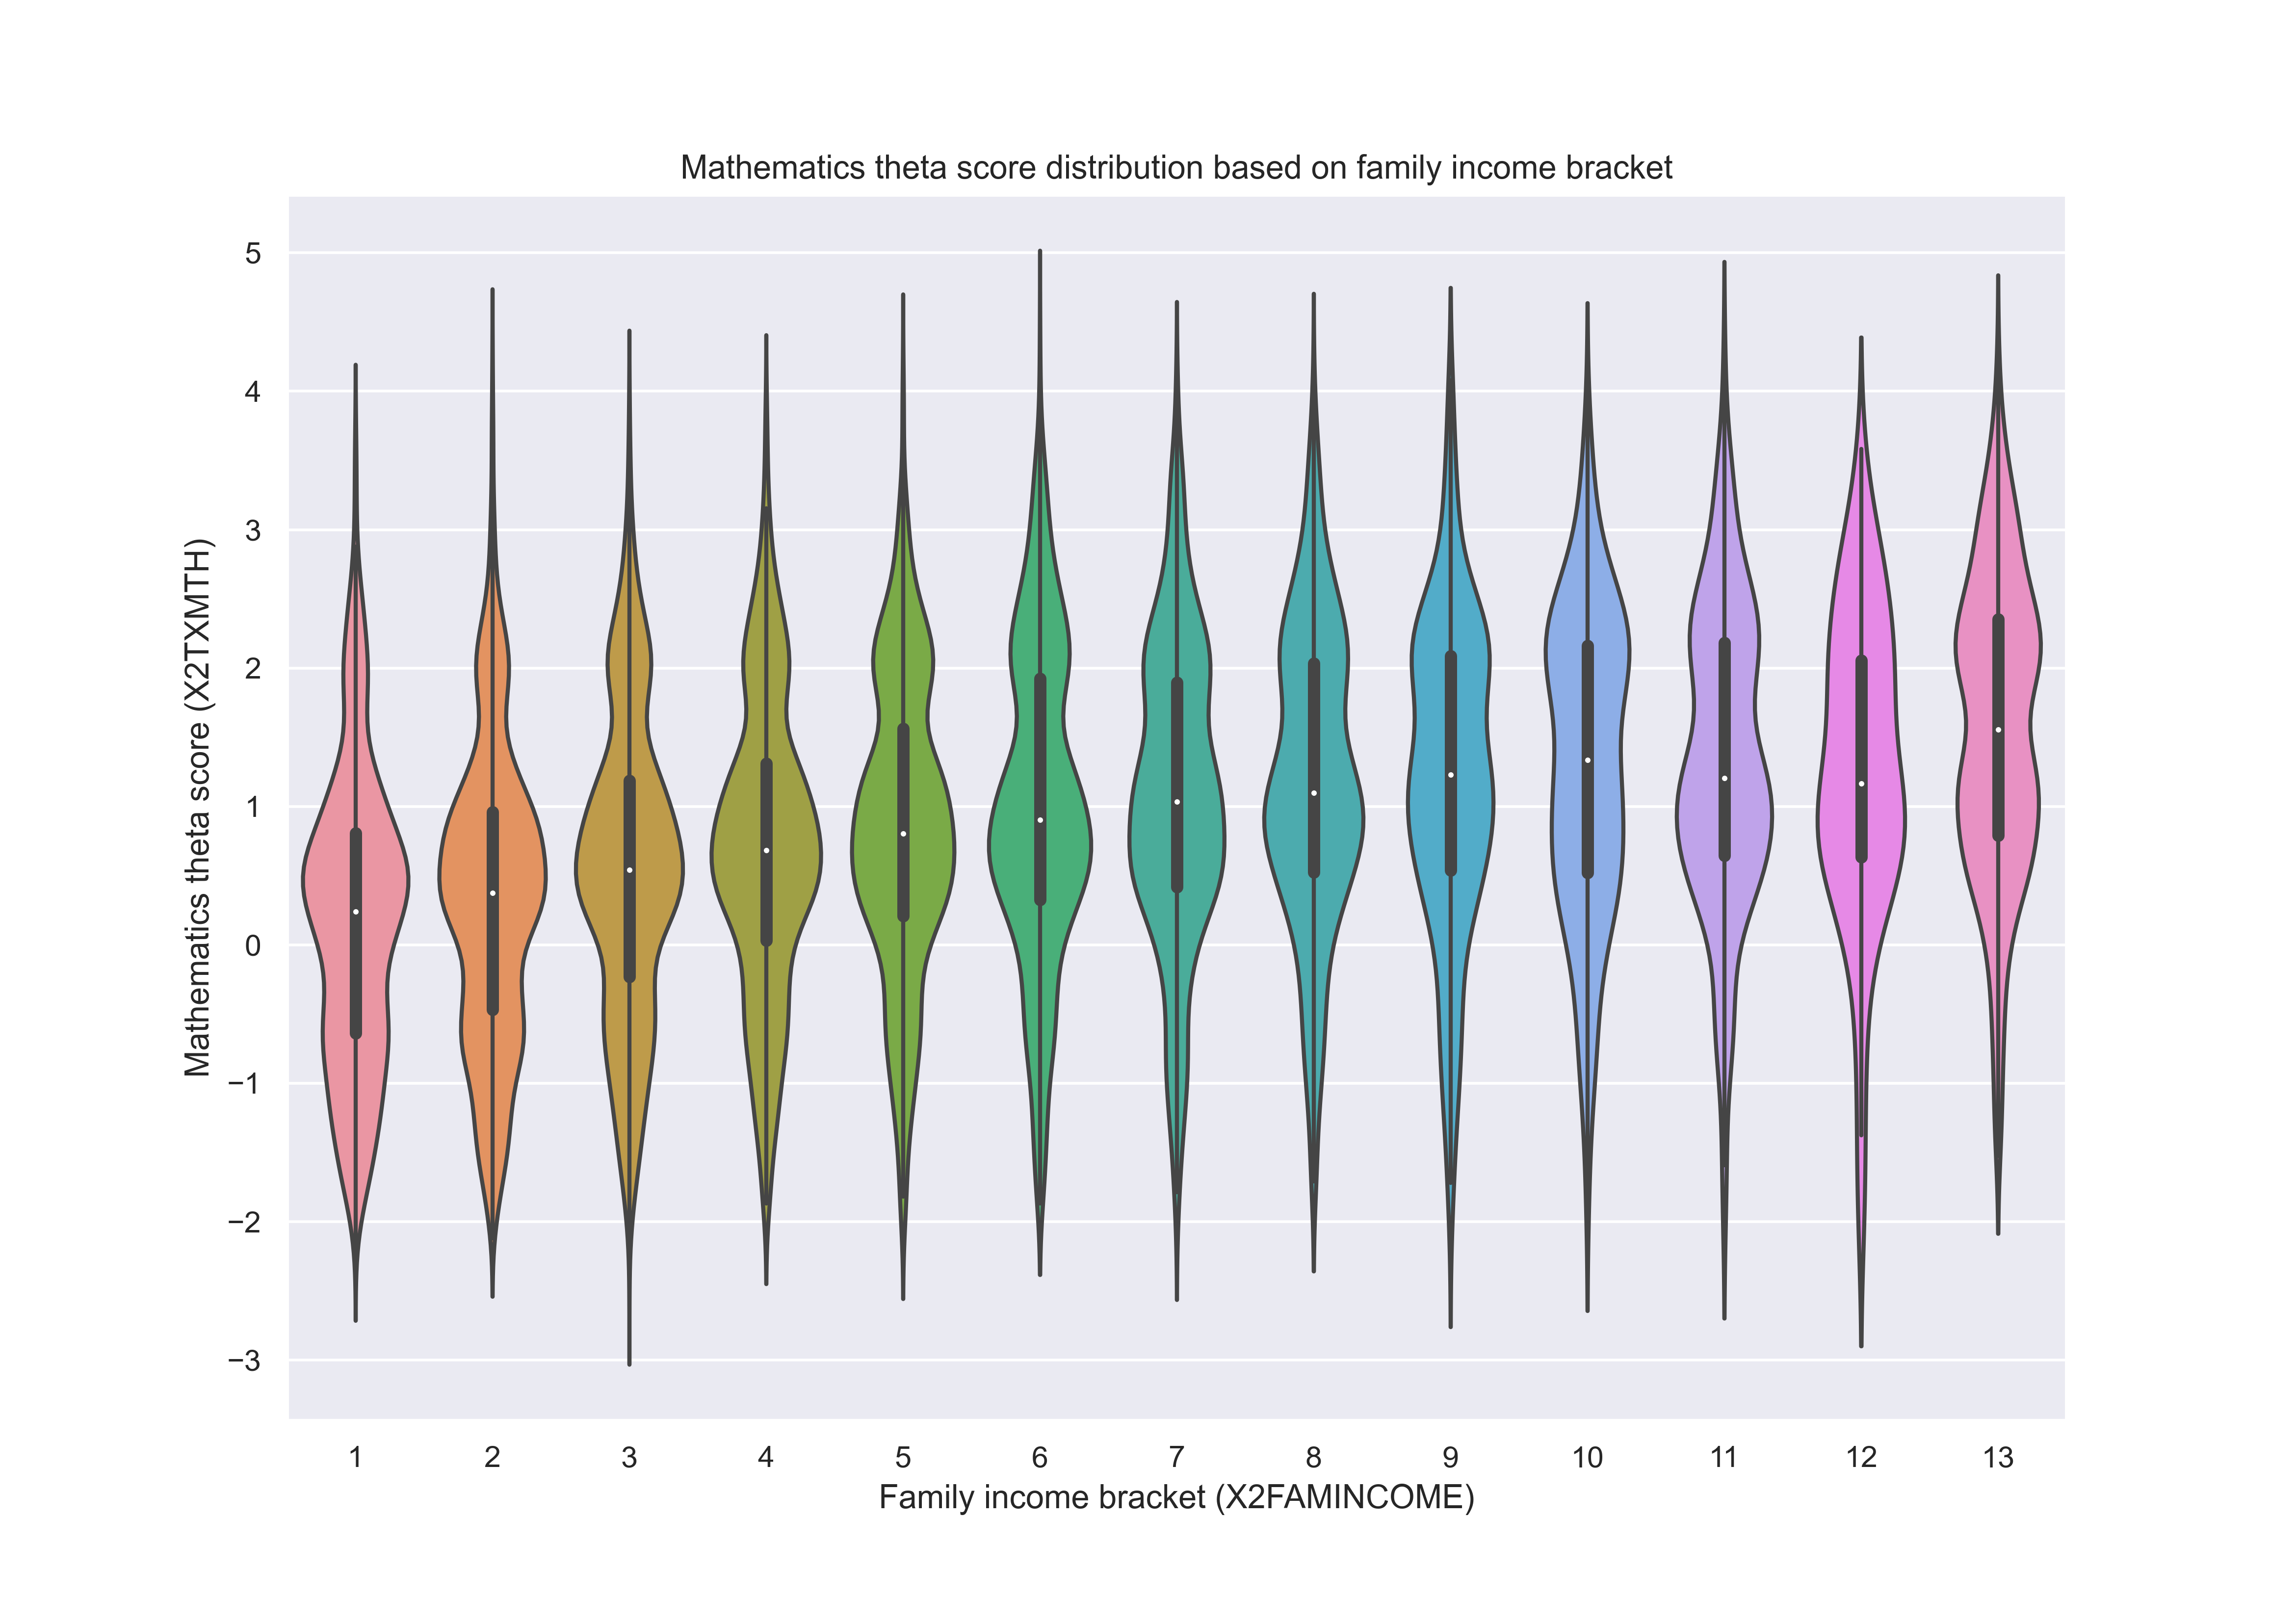 Mathematics theta score distribution based on family income bracket
Mathematics theta score (X2TXMTH)
5
4
3
2
1
0
−1
−2
−3
1 2 3 4 5 6 7 8 9 10 11 12 13
Family income bracket (X2FAMINCOME)